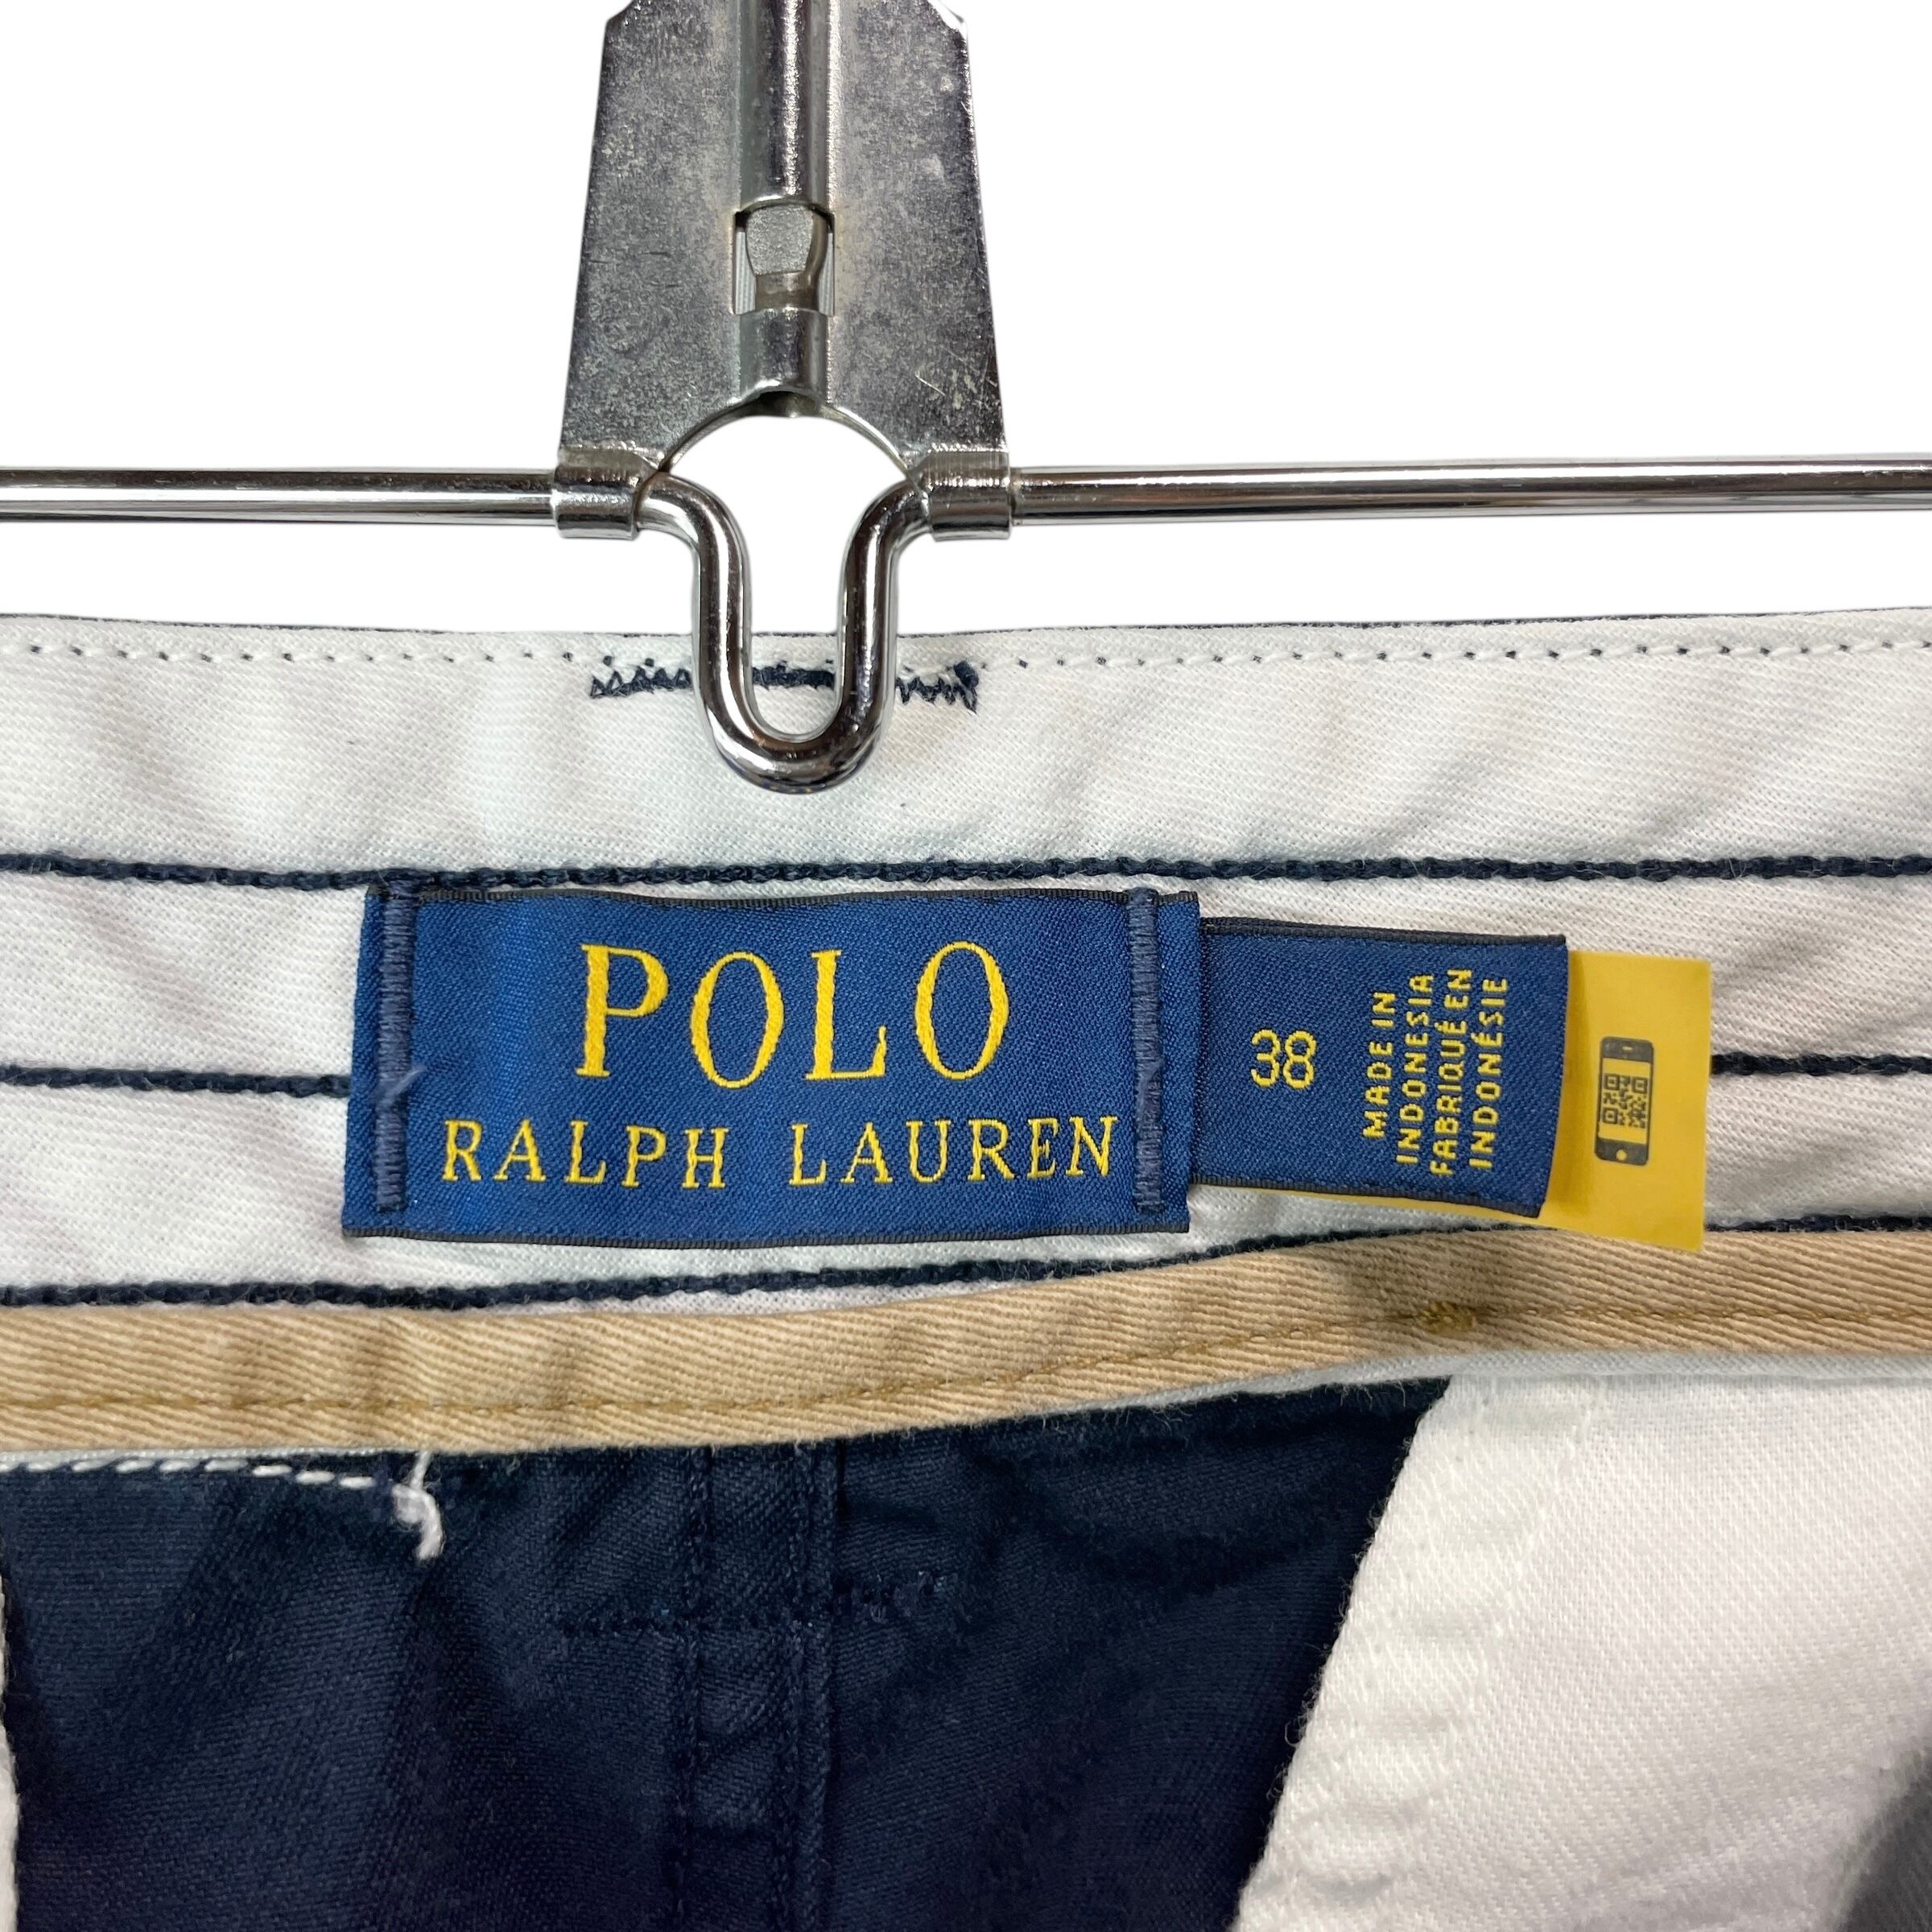 POLO
RALPH LAUREN
38
MADE IN
INDONESIA
FABRIQUÉ EN
INDONÉSIE